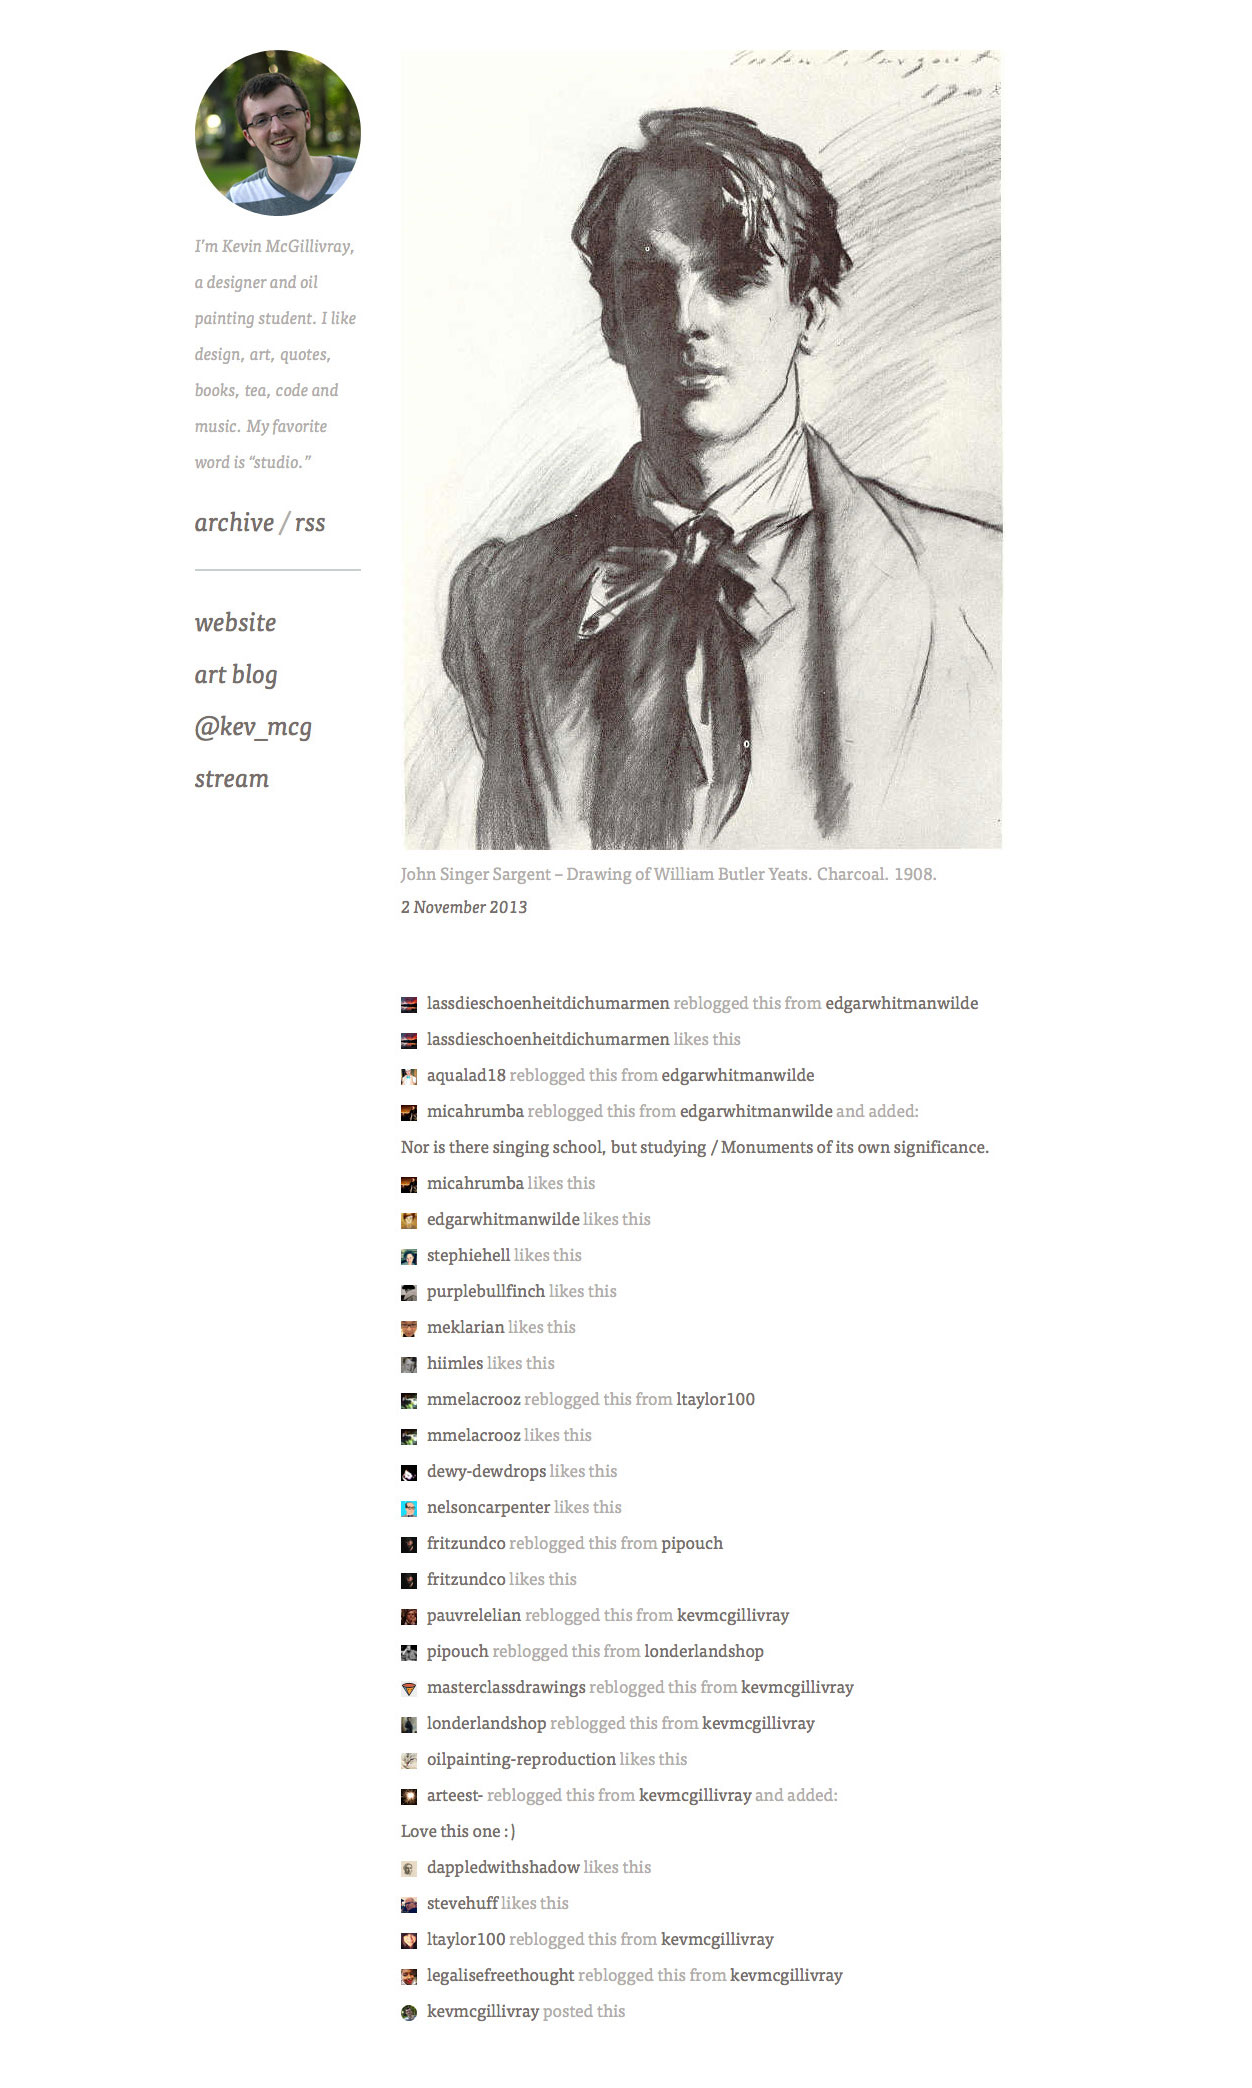 John S. Sargent
1908
I'm Kevin McGillivray,
a designer and oil
painting student. I like
design, art, quotes,
books, tea, code and
music. My favorite
word is “studio.”
archive / rss
website
art blog
@kev_mcg
stream
John Singer Sargent – Drawing of William Butler Yeats. Charcoal. 1908.
2 November 2013
lassdieschoenheitdichumarmen reblogged this from edgarwhitmanwilde
lassdieschoenheitdichumarmen likes this
aqualad18 reblogged this from edgarwhitmanwilde
micahrumba reblogged this from edgarwhitmanwilde and added:
Nor is there singing school, but studying / Monuments of its own significance.
micahrumba likes this
edgarwhitmanwilde likes this
stephiehell likes this
purplebullfinch likes this
meklarian likes this
hiimles likes this
mmelacrooz reblogged this from ltaylor100
mmelacrooz likes this
dewy-dewdrops likes this
nelsoncarpenter likes this
fritzundco reblogged this from pipouch
fritzundco likes this
pauvrelelian reblogged this from kevmcgillivray
pipouch reblogged this from londerlandshop
masterclassdrawings reblogged this from kevmcgillivray
londerlandshop reblogged this from kevmcgillivray
oilpainting-reproduction likes this
arteest- reblogged this from kevmcgillivray and added:
Love this one :)
dappledwithshadow likes this
stevehuff likes this
ltaylor100 reblogged this from kevmcgillivray
legalisefreethought reblogged this from kevmcgillivray
kevmcgillivray posted this